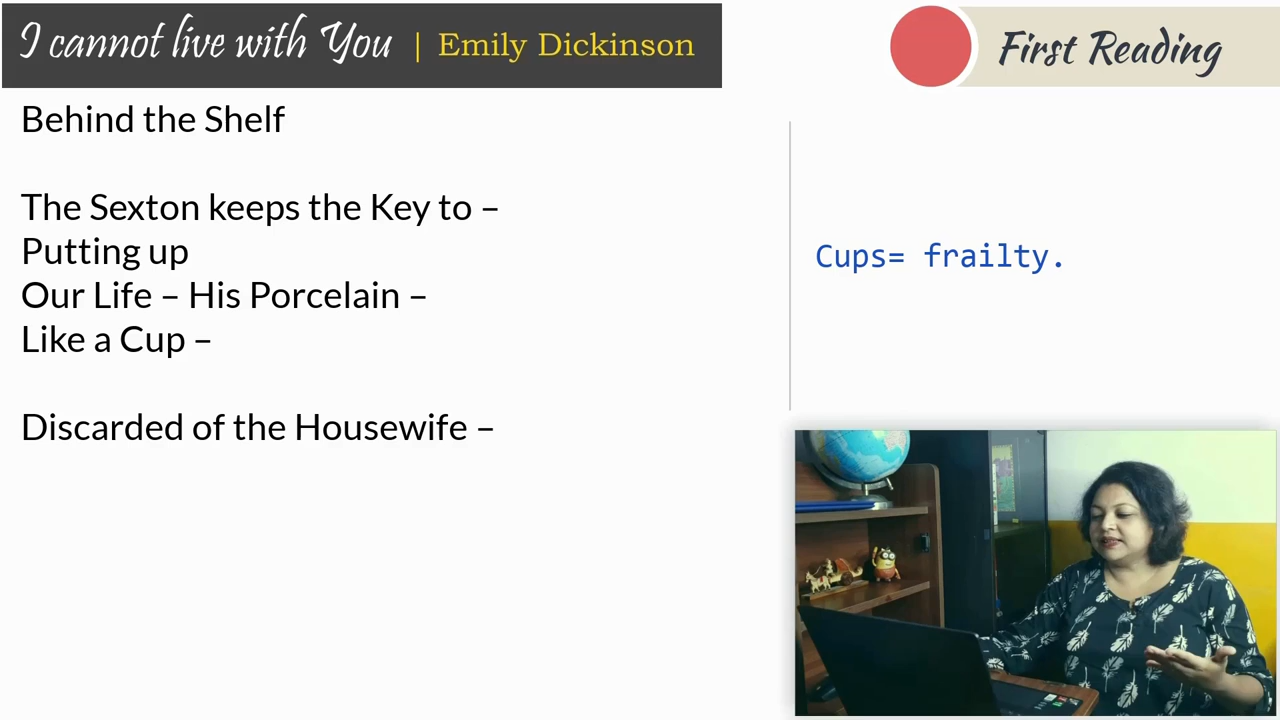 I cannot live with You | Emily Dickinson
First Reading
Behind the Shelf
The Sexton keeps the Key to –
Putting up
Our Life – His Porcelain –
Like a Cup –
Discarded of the Housewife –
Cups= frailty.